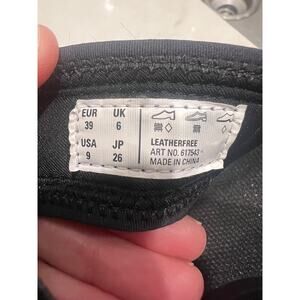 EUR UK
39 6
USA JP
9 26
LEATHERFREE
ART NO. 617543
MADE IN CHINA